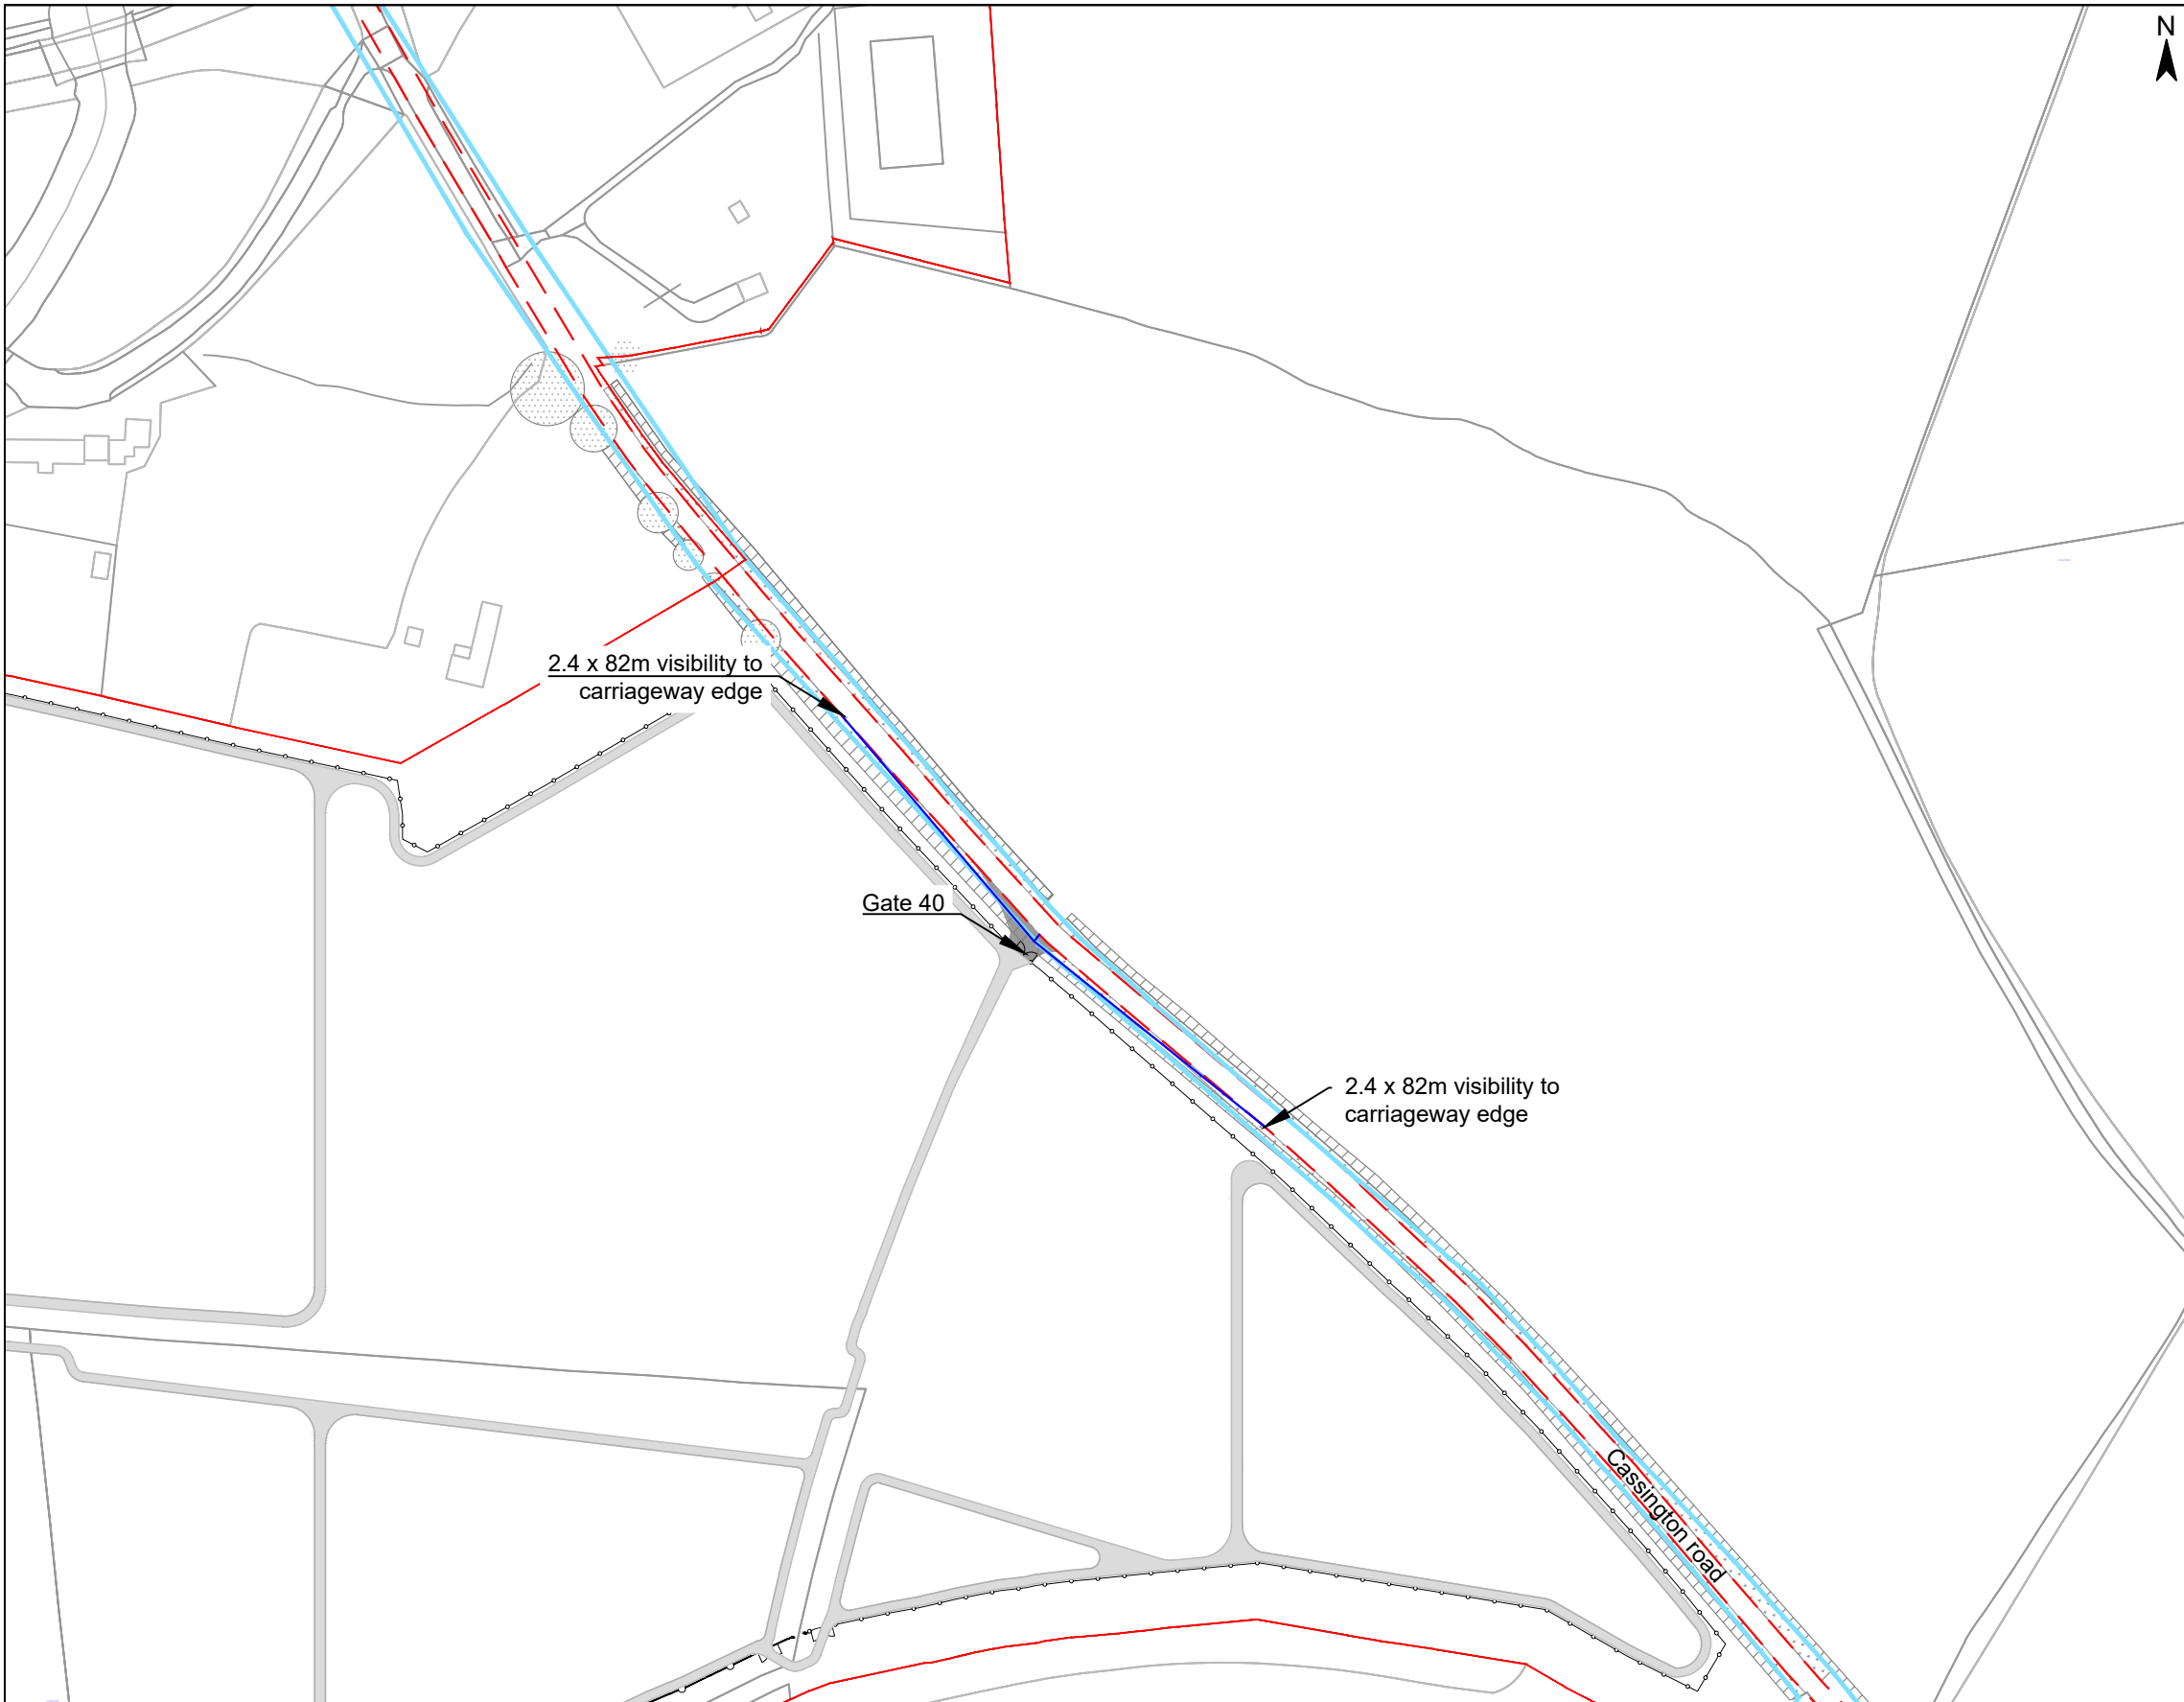 N
2.4 x 82m visibility to
carriageway edge
Gate 40
2.4 x 82m visibility to
carriageway edge
Cassington road